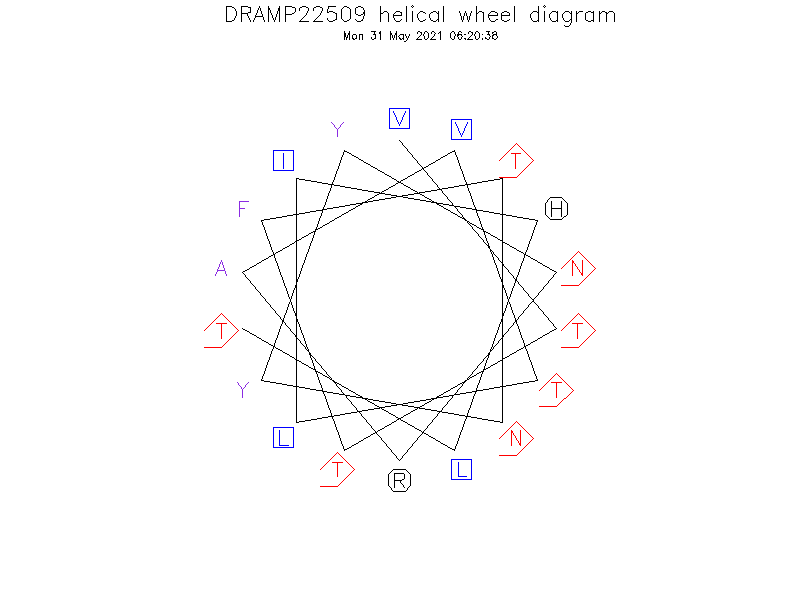 DRAMP22509 helical wheel diagram
Mon 31 May 2021 06:20:38
V
Y V
I T
F H
A N
T T
Y T
L N
T L
R